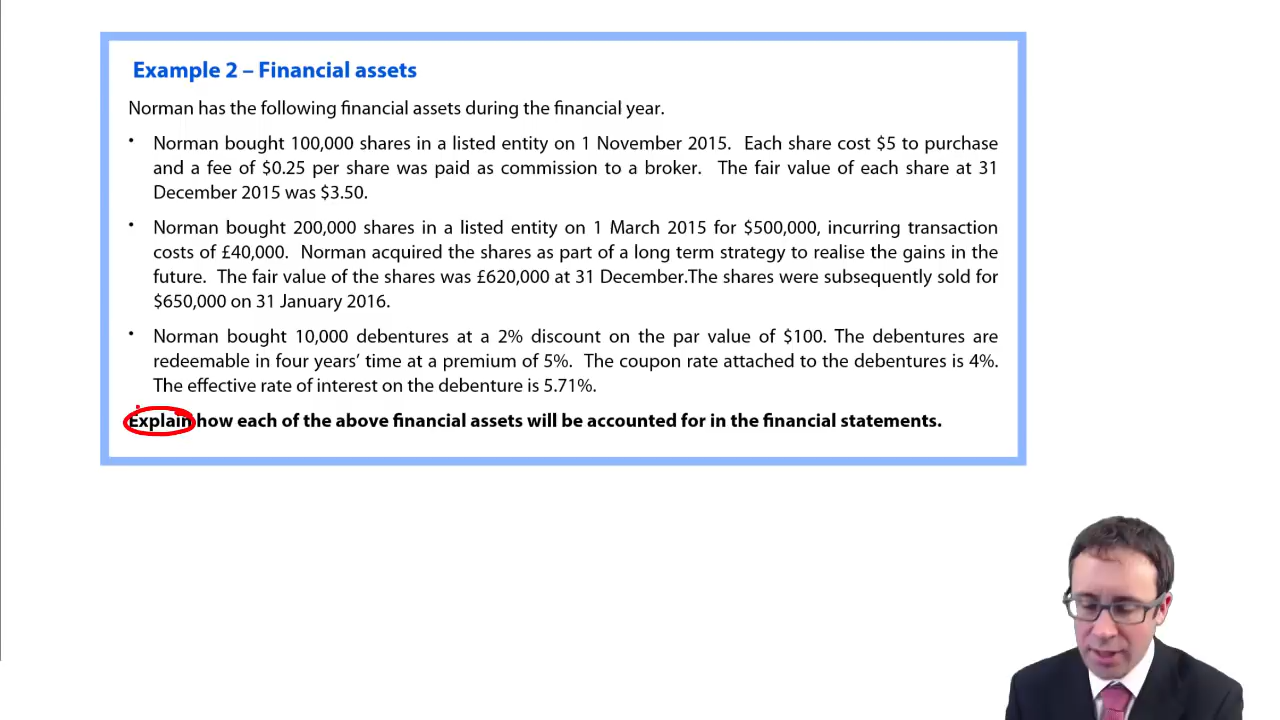 Example 2 – Financial assets
Norman has the following financial assets during the financial year.
• Norman bought 100,000 shares in a listed entity on 1 November 2015. Each share cost $5 to purchase
and a fee of $0.25 per share was paid as commission to a broker. The fair value of each share at 31
December 2015 was $3.50.
• Norman bought 200,000 shares in a listed entity on 1 March 2015 for $500,000, incurring transaction
costs of £40,000. Norman acquired the shares as part of a long term strategy to realise the gains in the
future. The fair value of the shares was £620,000 at 31 December.The shares were subsequently sold for
$650,000 on 31 January 2016.
• Norman bought 10,000 debentures at a 2% discount on the par value of $100. The debentures are
redeemable in four years’ time at a premium of 5%. The coupon rate attached to the debentures is 4%.
The effective rate of interest on the debenture is 5.71%.
Explain how each of the above financial assets will be accounted for in the financial statements.